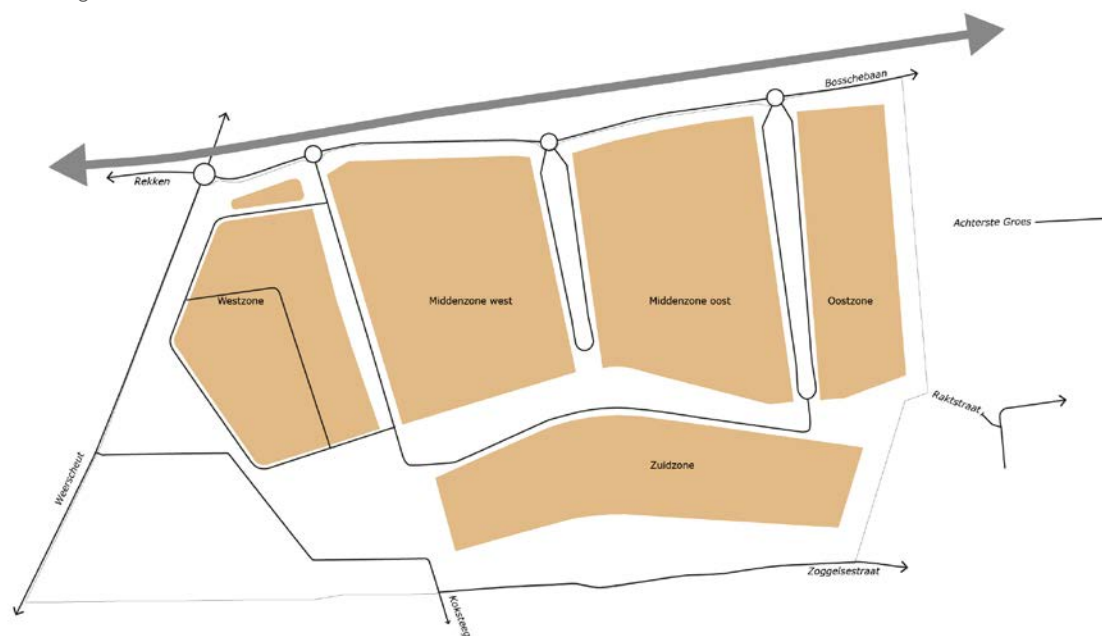 Bosschebaan
Rekken
Achterste Groes
Westzone
Middenzone west
Middenzone oost
Oostzone
Raktstraat
Weerscheut
Zuidzone
Zoggelsestraat
Koksteeg